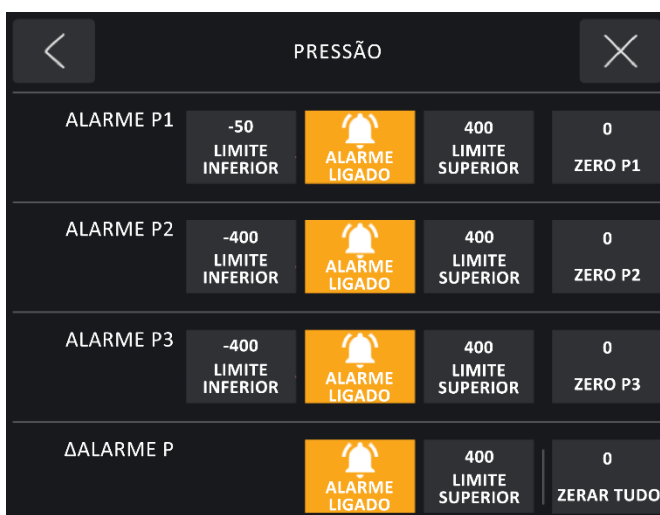 PRESSÃO
ALARME P1
-50
LIMITE
INFERIOR
ALARME
LIGADO
400
LIMITE
SUPERIOR
0
ZERO P1
ALARME P2
-400
LIMITE
INFERIOR
ALARME
LIGADO
400
LIMITE
SUPERIOR
0
ZERO P2
ALARME P3
-400
LIMITE
INFERIOR
ALARME
LIGADO
400
LIMITE
SUPERIOR
0
ZERO P3
ΔALARME P
ALARME
LIGADO
400
LIMITE
SUPERIOR
0
ZERAR TUDO